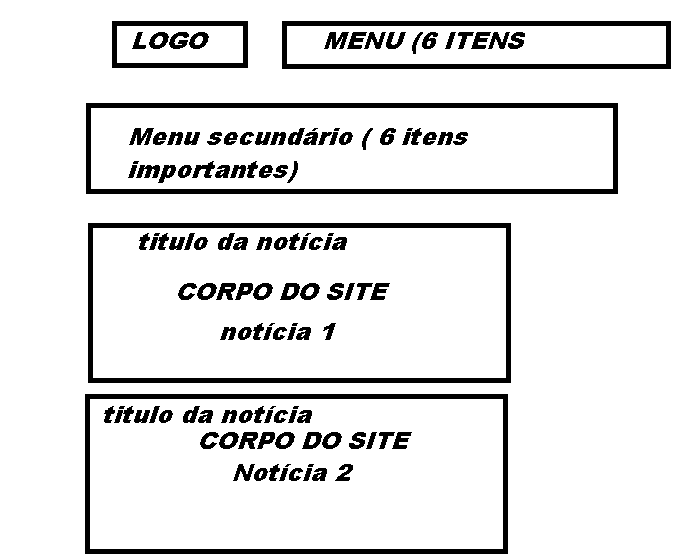 LOGO
MENU (6 ITENS
Menu secundário ( 6 itens
importantes)
titulo da notícia
CORPO DO SITE
notícia 1
titulo da notícia
CORPO DO SITE
Notícia 2